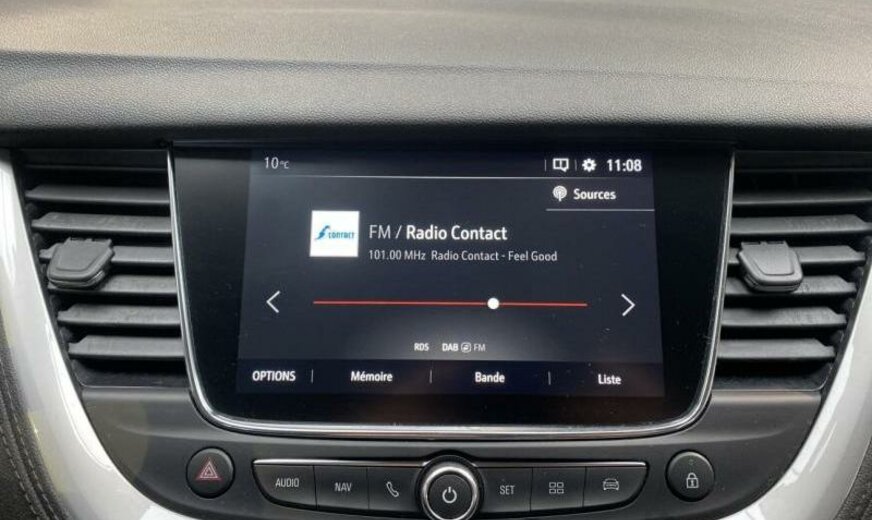 10°C 11:08
Sources
contact
FM / Radio Contact
101.00 MHz Radio Contact - Feel Good
RDS DAB FM
OPTIONS Mémoire Bande Liste
AUDIO NAV SET